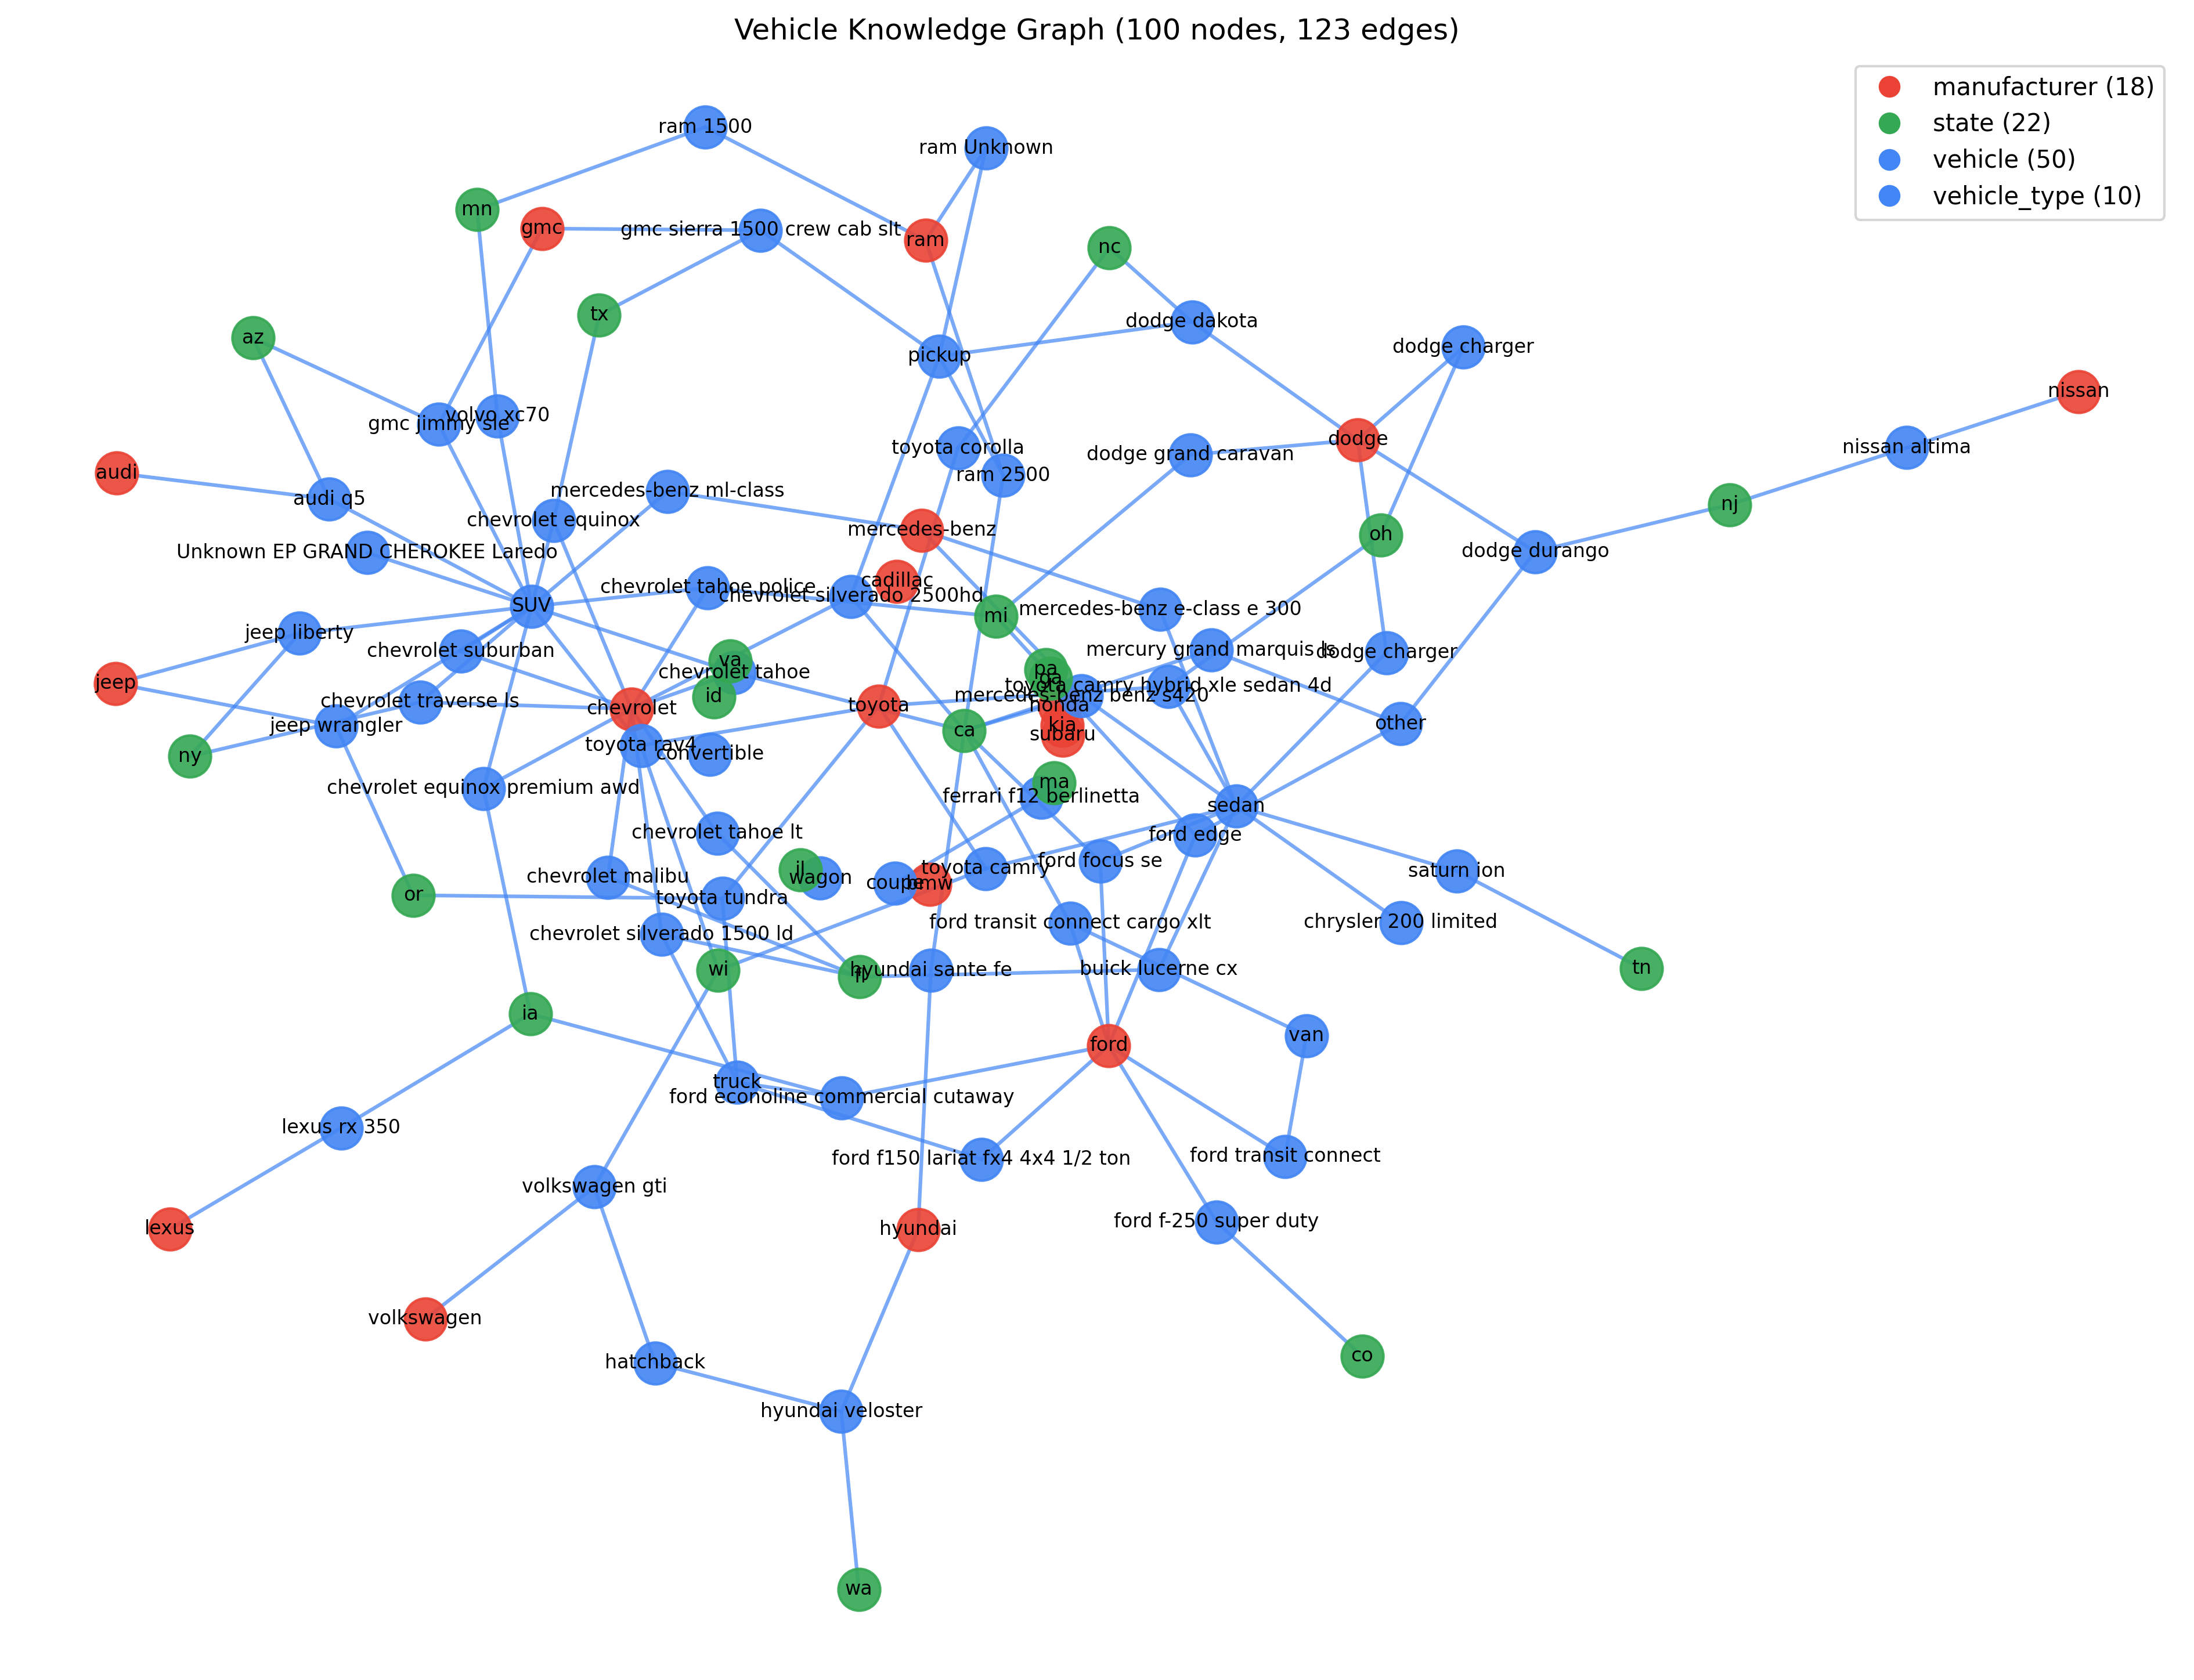 Vehicle Knowledge Graph (100 nodes, 123 edges)
manufacturer (18)
state (22)
vehicle (50)
vehicle_type (10)
ram 1500
ram Unknown
mn
gmc
gmc sierra 1500 crew cab slt
ram
nc
tx
dodge dakota
az
pickup
dodge charger
nissan
volvo xc70
gmc jimmy sle
toyota corolla
dodge grand caravan
dodge
nissan altima
audi
audi q5
mercedes-benz ml-class
ram 2500
nj
chevrolet equinox
mercedes-benz
oh
Unknown EP GRAND CHEROKEE Laredo
dodge durango
cadillac
chevrolet tahoe police
chevrolet silverado 2500hd
SUV
mi
mercedes-benz e-class e 300
jeep liberty
chevrolet suburban
mercury grand marquis ls
dodge charger
va
pa
chevrolet tahoe
jeep
toyota camry hybrid xle sedan 4d
id
mercedes-benz benz s420
chevrolet traverse ls
chevrolet
toyota
honda
jeep wrangler
other
kia
ca
subaru
toyota rav4
convertible
ny
ma
chevrolet equinox premium awd
ferrari f12 berlinetta
sedan
chevrolet tahoe lt
ford edge
ford focus se
il
toyota camry
saturn ion
chevrolet malibu
wagon
coupe
bmw
or
toyota tundra
ford transit connect cargo xlt
chrysler 200 limited
chevrolet silverado 1500 ld
wi
fl
hyundai sante fe
buick lucerne cx
tn
ia
van
ford
truck
ford econoline commercial cutaway
lexus rx 350
ford f150 lariat fx4 4x4 1/2 ton
ford transit connect
volkswagen gti
lexus
hyundai
ford f-250 super duty
volkswagen
co
hatchback
hyundai veloster
wa